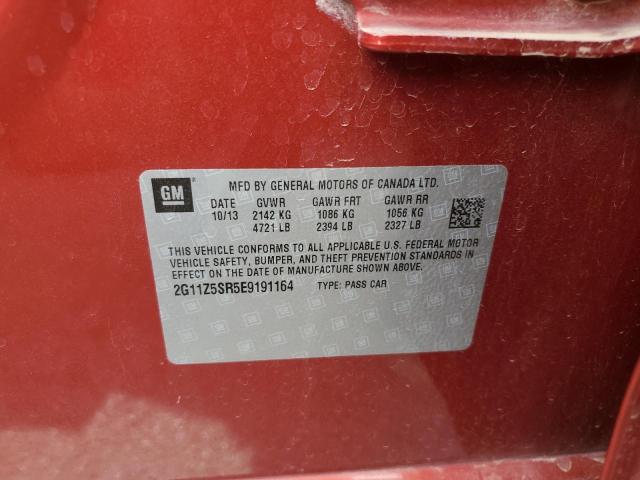 GM
MFD BY GENERAL MOTORS OF CANADA LTD.
DATE GVWR GAWR FRT GAWR RR
10/13 2142 KG 1086 KG 1056 KG
4721 LB 2394 LB 2327 LB
THIS VEHICLE CONFORMS TO ALL APPLICABLE U.S. FEDERAL MOTOR
VEHICLE SAFETY, BUMPER, AND THEFT PREVENTION STANDARDS IN
EFFECT ON THE DATE OF MANUFACTURE SHOWN ABOVE.
2G11Z5SR5E9191164 TYPE: PASS CAR